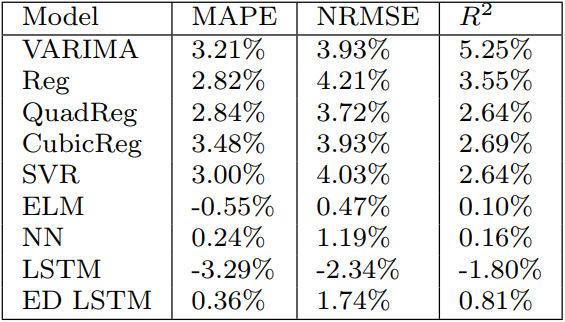 Model MAPE NRMSE R²
VARIMA 3.21% 3.93% 5.25%
Reg 2.82% 4.21% 3.55%
QuadReg 2.84% 3.72% 2.64%
CubicReg 3.48% 3.93% 2.69%
SVR 3.00% 4.03% 2.64%
ELM -0.55% 0.47% 0.10%
NN 0.24% 1.19% 0.16%
LSTM -3.29% -2.34% -1.80%
ED LSTM 0.36% 1.74% 0.81%